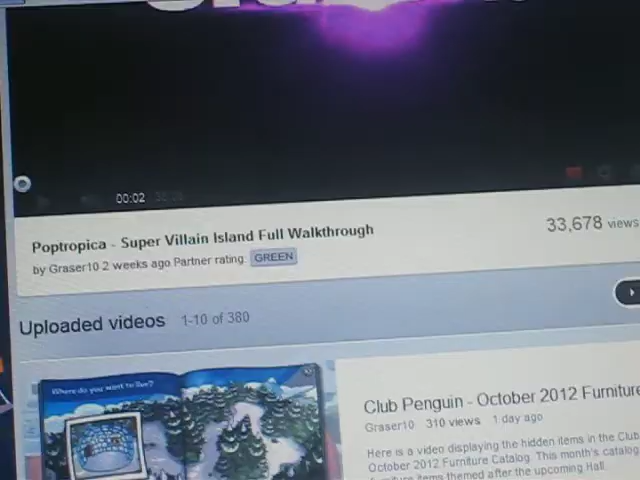 00:02
Poptropica - Super Villain Island Full Walkthrough
33,678 views
by Graser10 2 weeks ago Partner rating: GREEN
Uploaded videos 1-10 of 380
Where do you want to live?
Club Penguin - October 2012 Furniture
Graser10 310 views 1 day ago
Here is a video displaying the hidden items in the Club
October 2012 Furniture Catalog. This month's catalog
furniture items themed after the upcoming Hall